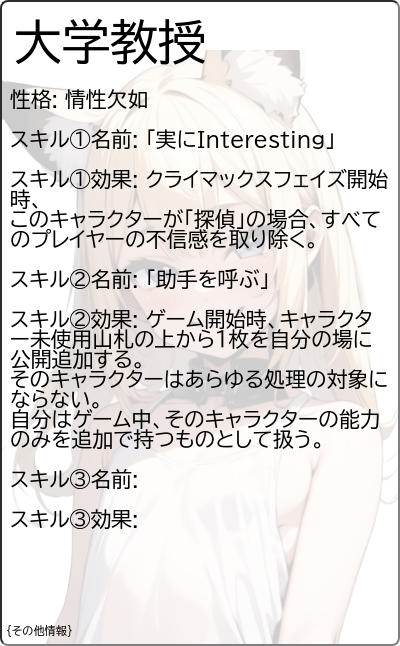 大学教授
性格: 情性欠如
スキル①名前: 「実にInteresting」
スキル①効果: クライマックスフェイズ開始
時、
このキャラクターが「探偵」の場合、すべて
のプレイヤーの不信感を取り除く。
スキル②名前: 「助手を呼ぶ」
スキル②効果: ゲーム開始時、キャラクタ
ー未使用山札の上から1枚を自分の場に
公開追加する。
そのキャラクターはあらゆる処理の対象に
ならない。
自分はゲーム中、そのキャラクターの能力
のみを追加で持つものとして扱う。
スキル③名前:
スキル③効果:
{その他情報}